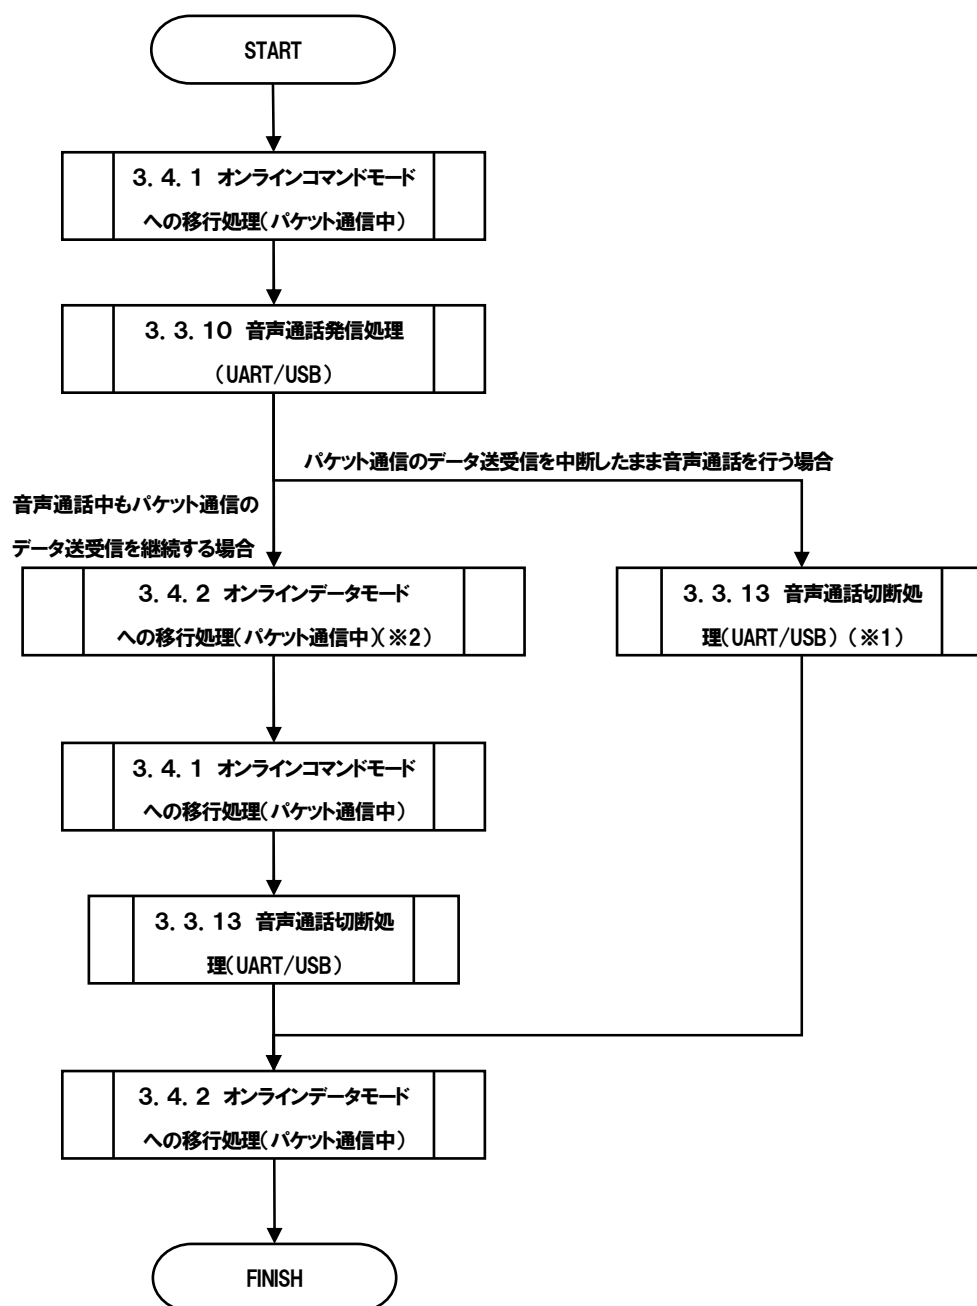 START
3．4．1 オンラインコマンドモード
への移行処理(パケット通信中)
3．3．10 音声通話発信処理
(UART/USB)
パケット通信のデータ送受信を中断したまま音声通話を行う場合
音声通話中もパケット通信の
データ送受信を継続する場合
3．4．2 オンラインデータモード
への移行処理(パケット通信中)(※2)
3．3．13 音声通話切断処
理(UART/USB) (※1)
3．4．1 オンラインコマンドモード
への移行処理(パケット通信中)
3．3．13 音声通話切断処
理(UART/USB)
3．4．2 オンラインデータモード
への移行処理(パケット通信中)
FINISH